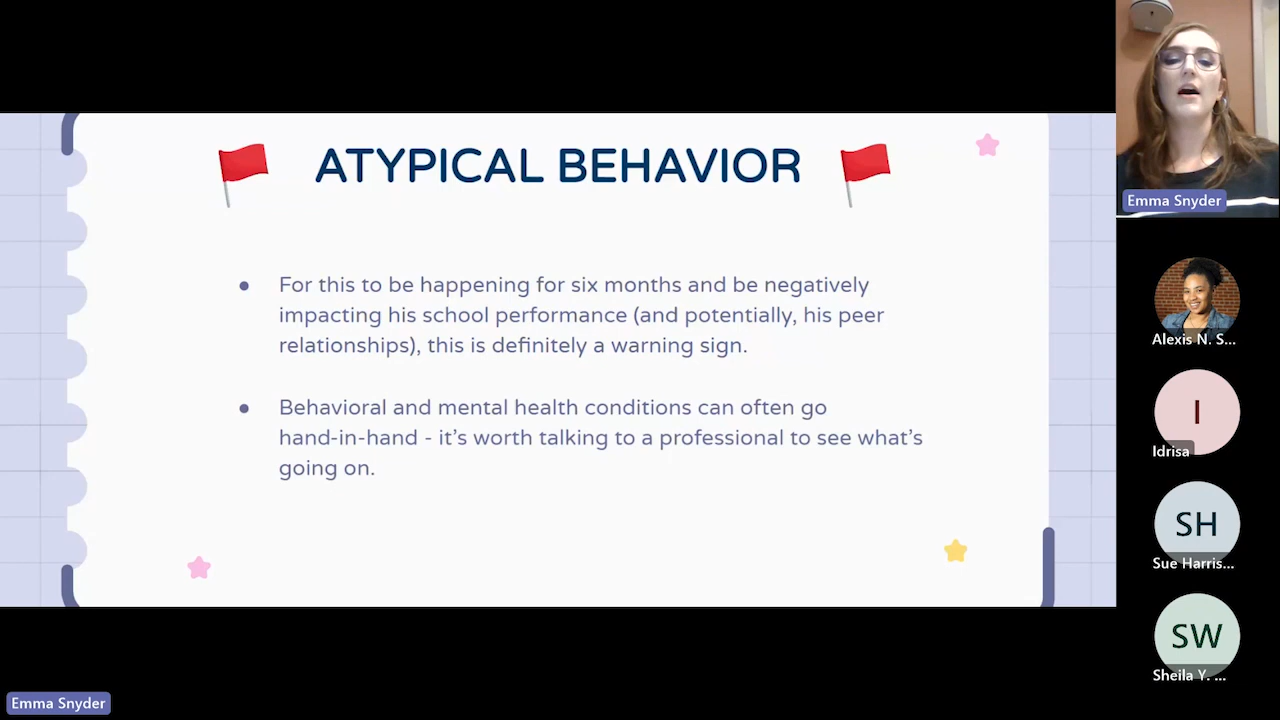 ATYPICAL BEHAVIOR
● For this to be happening for six months and be negatively
impacting his school performance (and potentially, his peer
relationships), this is definitely a warning sign.
● Behavioral and mental health conditions can often go
hand-in-hand - it’s worth talking to a professional to see what’s
going on.
Emma Snyder
Alexis N. S...
I
Idrisa
SH
Sue Harris...
SW
Sheila Y. ...
Emma Snyder